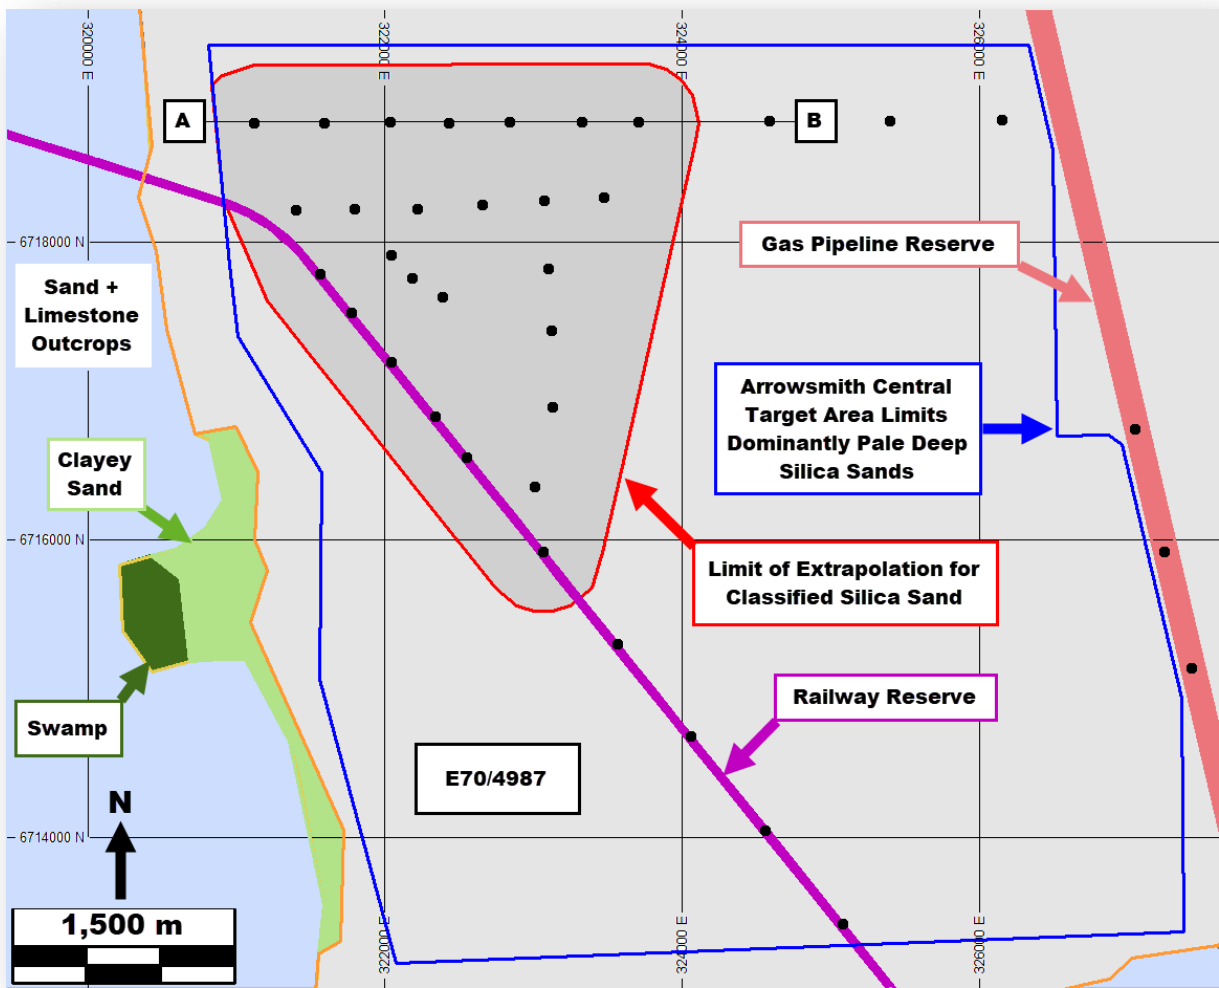 320000 E
322000 E
324000 E
326000 E
A
B
6718000 N
Gas Pipeline Reserve
Sand +
Limestone
Outcrops
Arrowsmith Central
Target Area Limits
Dominantly Pale Deep
Silica Sands
Clayey
Sand
6716000 N
Limit of Extrapolation for
Classified Silica Sand
Railway Reserve
Swamp
E70/4987
N
6714000 N
1,500 m
322000 E
324000 E
326000 E